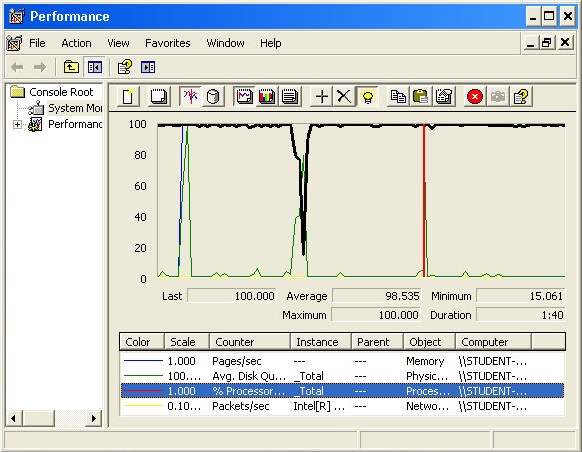 Performance
File Action View Favorites Window Help
Console Root
System Mor
Performanc
100
80
60
40
20
0
Last 100.000 Average 98.535 Minimum 15.061
Maximum 100.000 Duration 1:40
Color Scale Counter Instance Parent Object Computer
1.000 Pages/sec --- --- Memory \\STUDENT-...
100.... Avg. Disk Qu... _Total --- Physic... \\STUDENT-...
1.000 % Processor... _Total --- Proces... \\STUDENT-...
0.10... Packets/sec Intel[R] ... --- Netwo... \\STUDENT-...